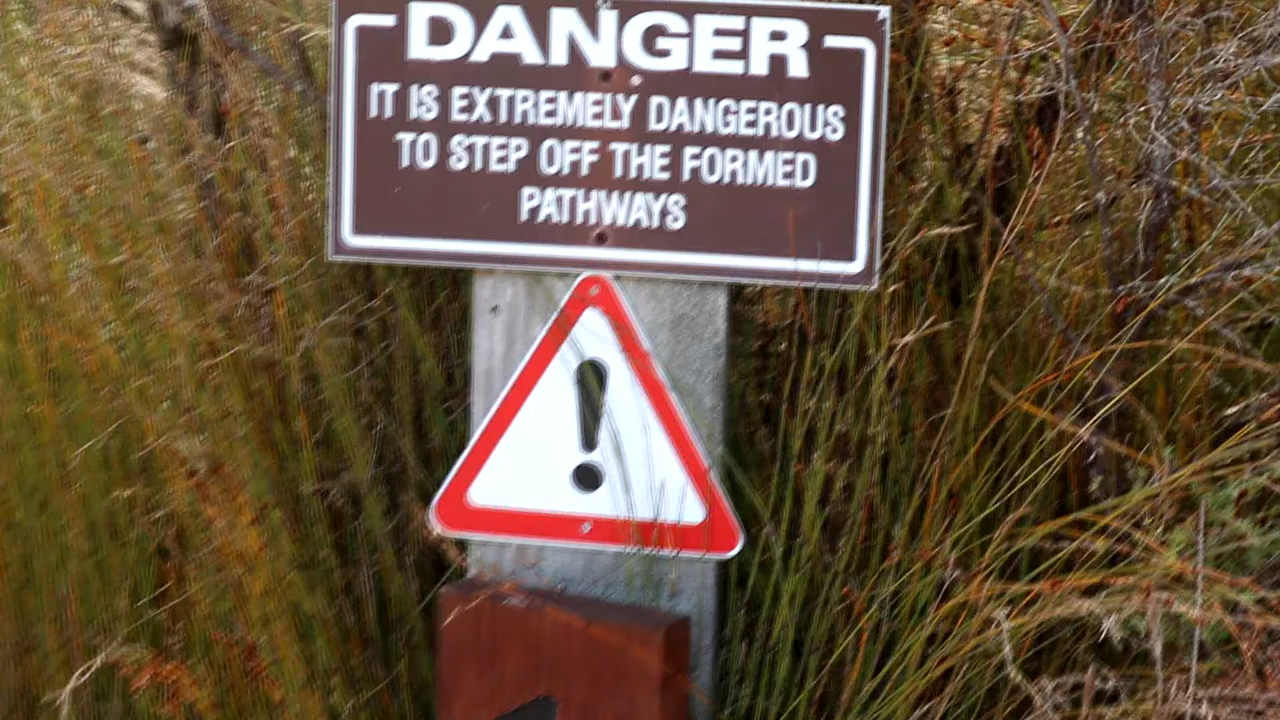 DANGER
IT IS EXTREMELY DANGEROUS
TO STEP OFF THE FORMED
PATHWAYS
!